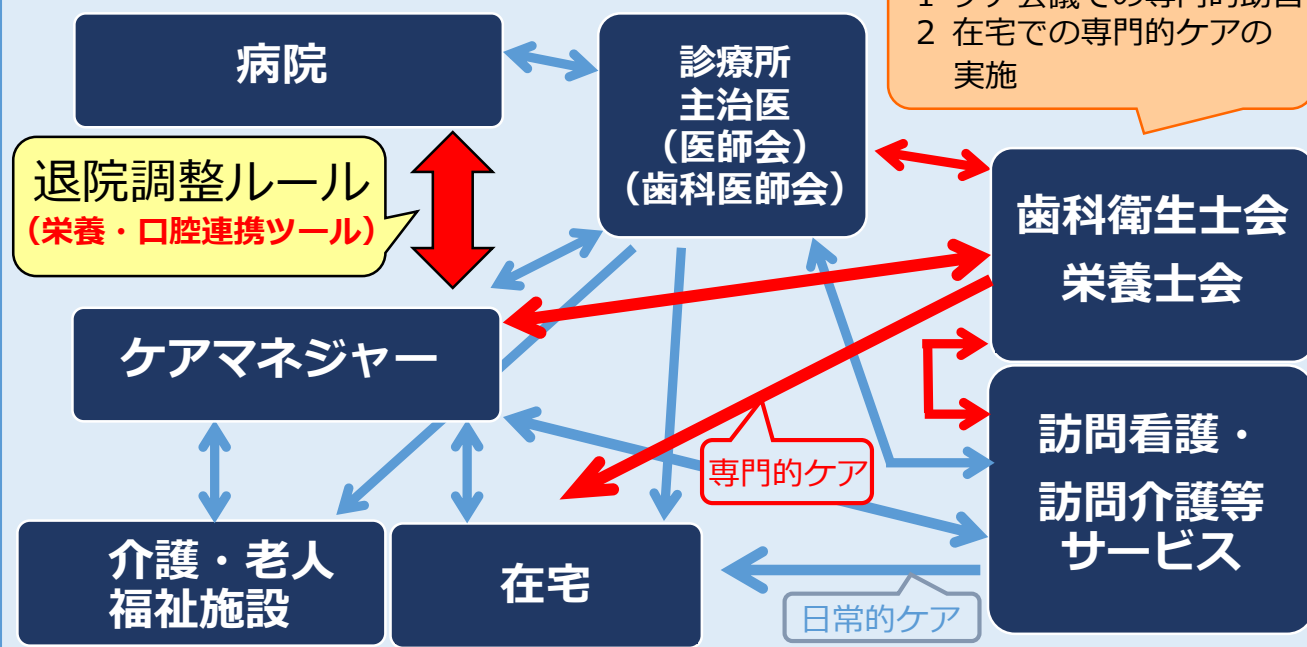 2 在宅での専門的ケアの
実施
病院
診療所
主治医
（医師会）
（歯科医師会）
退院調整ルール
（栄養・口腔連携ツール）
歯科衛生士会
栄養士会
ケアマネジャー
専門的ケア
訪問看護・
訪問介護等
サービス
介護・老人
福祉施設
在宅
日常的ケア